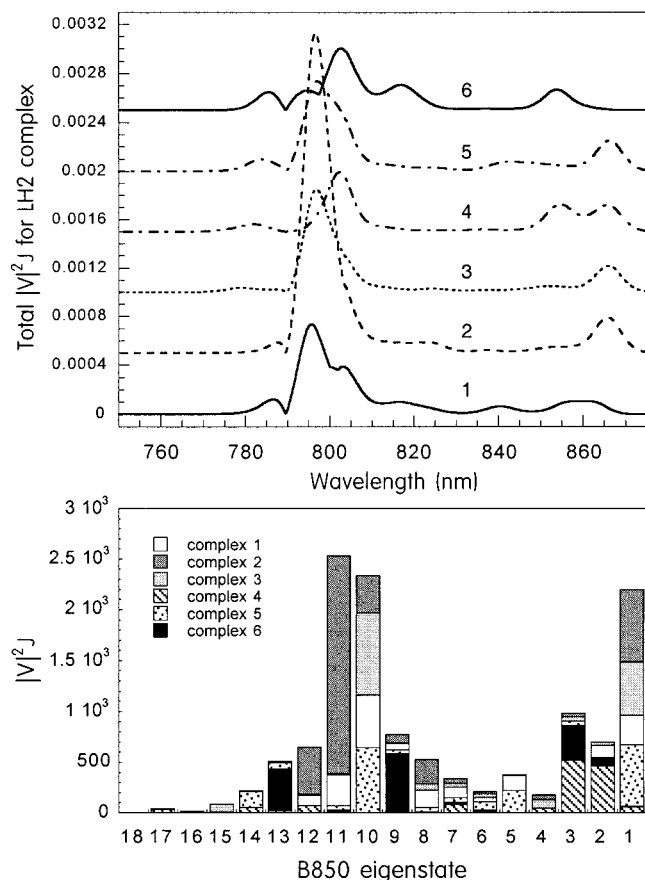 Total |V|²J for LH2 complex
0.0032
0.0028
0.0024
0.002
0.0016
0.0012
0.0008
0.0004
0
6
5
4
3
2
1
760 780 800 820 840 860
Wavelength (nm)
|V|²J
3 10³
2.5 10³
2 10³
1.5 10³
1 10³
500
0
complex 1
complex 2
complex 3
complex 4
complex 5
complex 6
18 17 16 15 14 13 12 11 10 9 8 7 6 5 4 3 2 1
B850 eigenstate